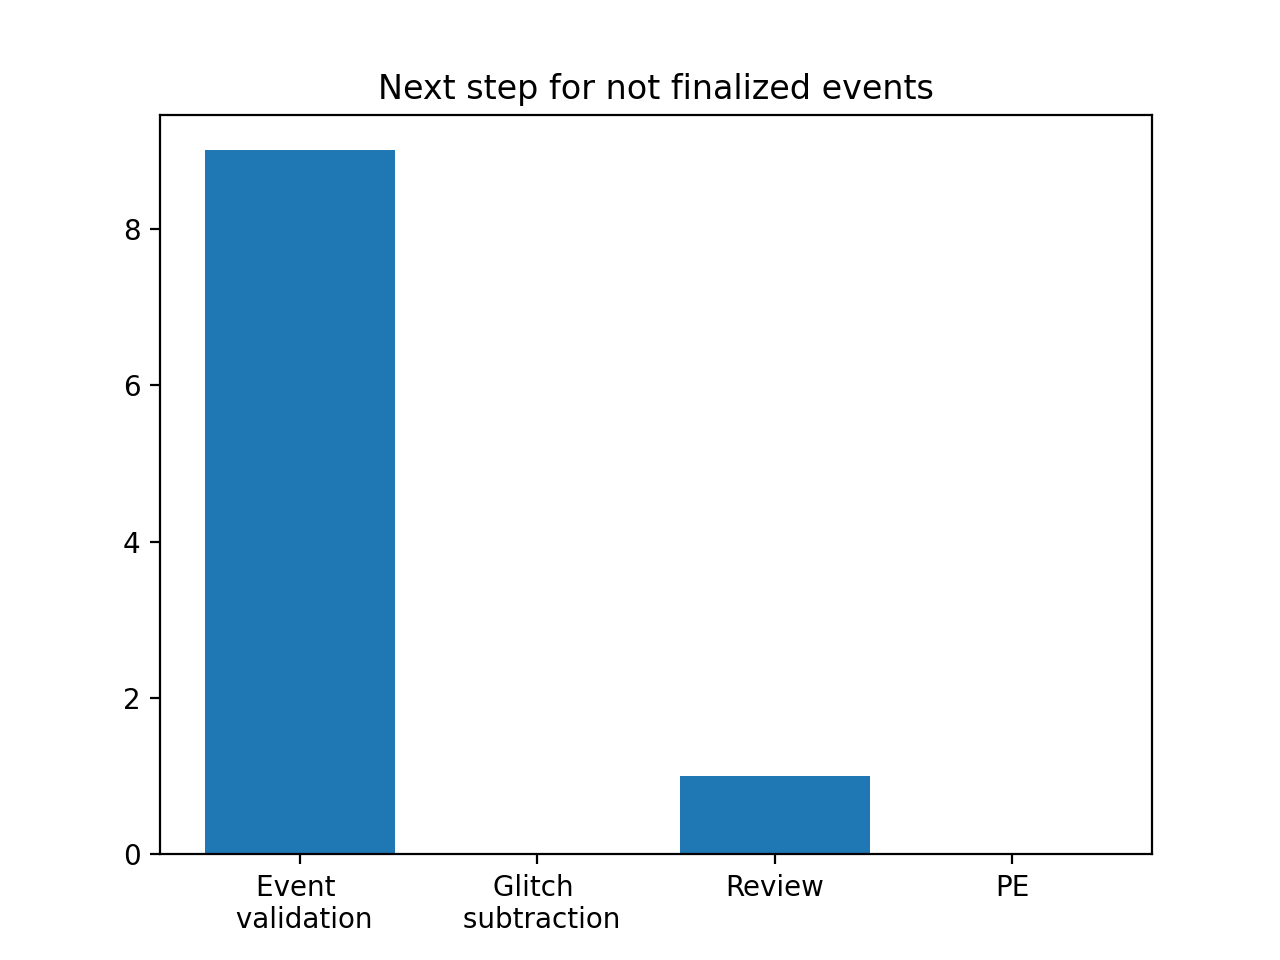 Next step for not finalized events
8
6
4
2
0
Event
validation
Glitch
subtraction
Review
PE